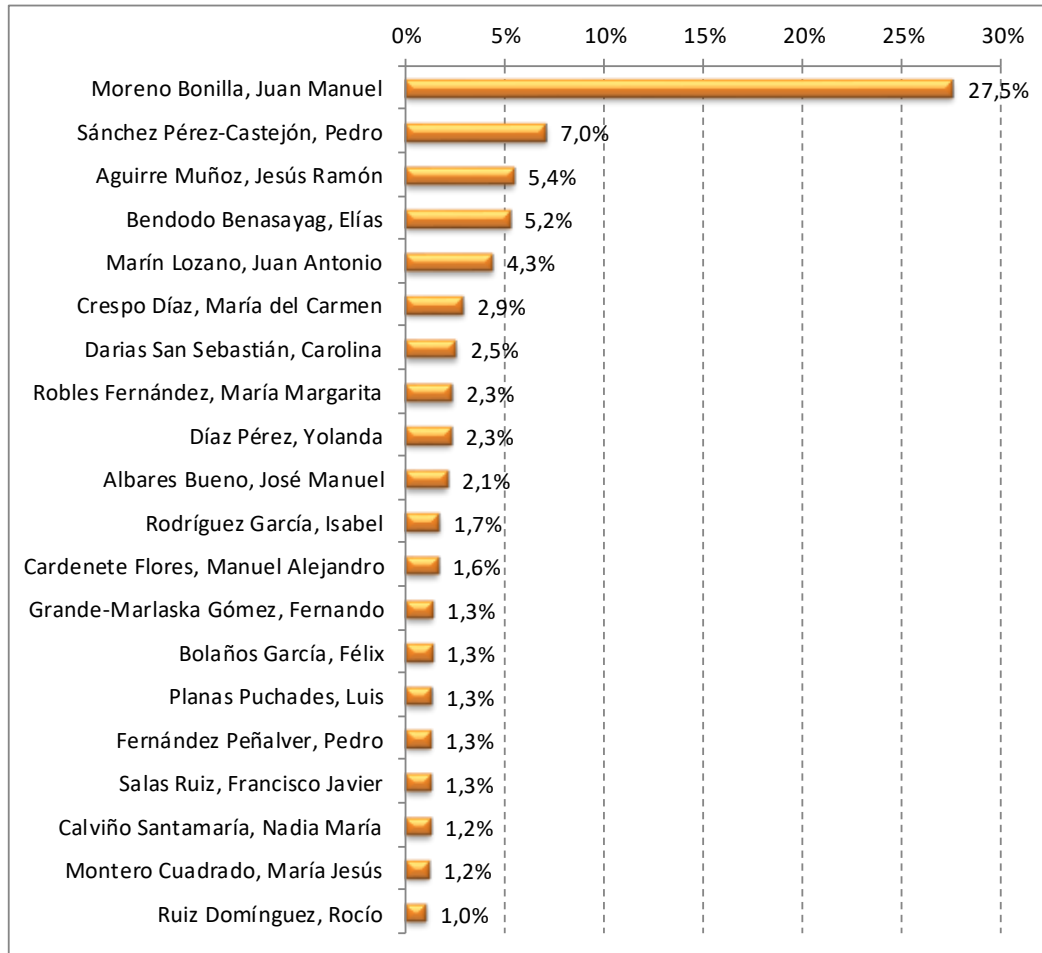 0% 5% 10% 15% 20% 25% 30%
Moreno Bonilla, Juan Manuel 27,5%
Sánchez Pérez-Castejón, Pedro 7,0%
Aguirre Muñoz, Jesús Ramón 5,4%
Bendodo Benasayag, Elías 5,2%
Marín Lozano, Juan Antonio 4,3%
Crespo Díaz, María del Carmen 2,9%
Darias San Sebastián, Carolina 2,5%
Robles Fernández, María Margarita 2,3%
Díaz Pérez, Yolanda 2,3%
Albares Bueno, José Manuel 2,1%
Rodríguez García, Isabel 1,7%
Cardenete Flores, Manuel Alejandro 1,6%
Grande-Marlaska Gómez, Fernando 1,3%
Bolaños García, Félix 1,3%
Planas Puchades, Luis 1,3%
Fernández Peñalver, Pedro 1,3%
Salas Ruiz, Francisco Javier 1,3%
Calviño Santamaría, Nadia María 1,2%
Montero Cuadrado, María Jesús 1,2%
Ruiz Domínguez, Rocío 1,0%